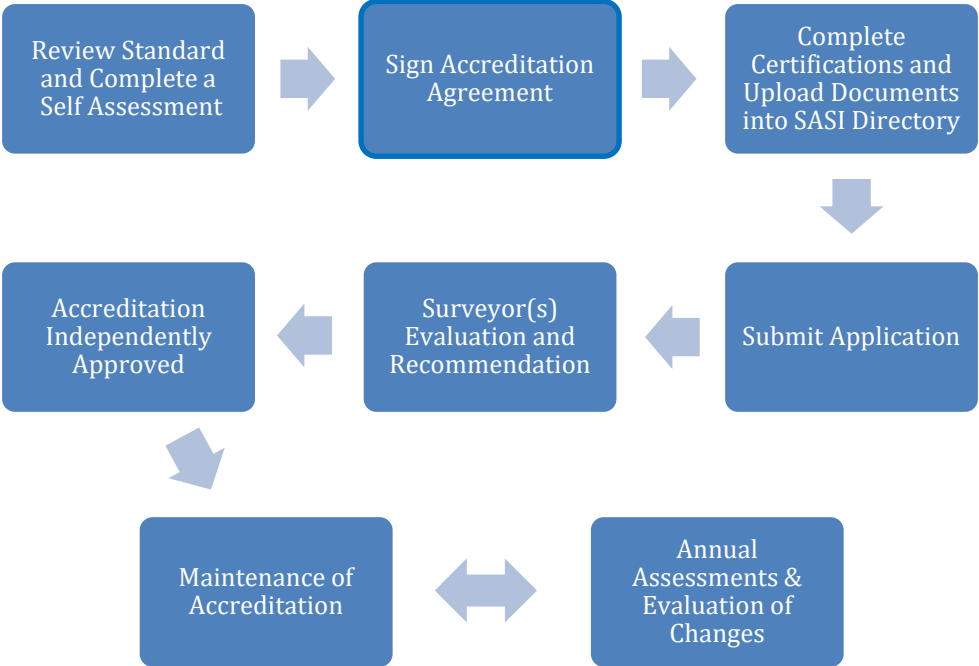 Review Standard
and Complete a
Self Assessment
Sign Accreditation
Agreement
Complete
Certifications and
Upload Documents
into SASI Directory
Submit Application
Surveyor(s)
Evaluation and
Recommendation
Accreditation
Independently
Approved
Maintenance of
Accreditation
Annual
Assessments &
Evaluation of
Changes